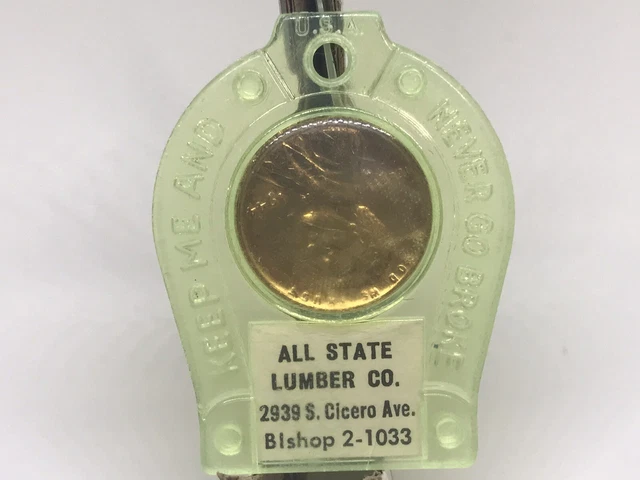 U.S.A.
KEEP ME AND
NEVER GO BROKE
ALL STATE
LUMBER CO.
2939 S. Cicero Ave.
BIshop 2-1033